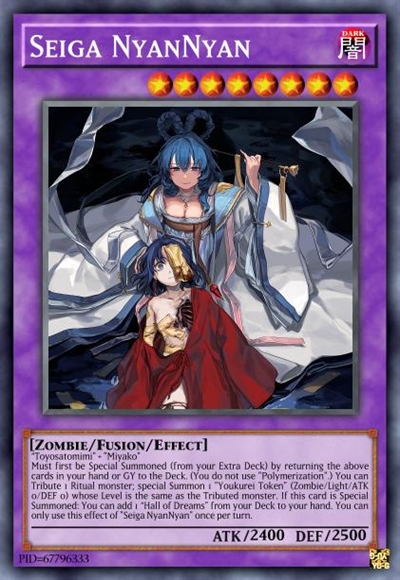 Seiga NyanNyan
DARK
闇
[Zombie/Fusion/Effect]
"Toyosatomimi" + "Miyako"
Must first be Special Summoned (from your Extra Deck) by returning the above
cards in your hand or GY to the Deck. (You do not use "Polymerization".) You can
Tribute 1 Ritual monster; special Summon 1 "Youkurei Token" (Zombie/Light/ATK
0/DEF 0) whose Level is the same as the Tributed monster. If this card is Special
Summoned: You can add 1 "Hall of Dreams" from your Deck to your hand. You can
only use this effect of "Seiga NyanNyan" once per turn.
ATK/2400 DEF/2500
PID=67796333